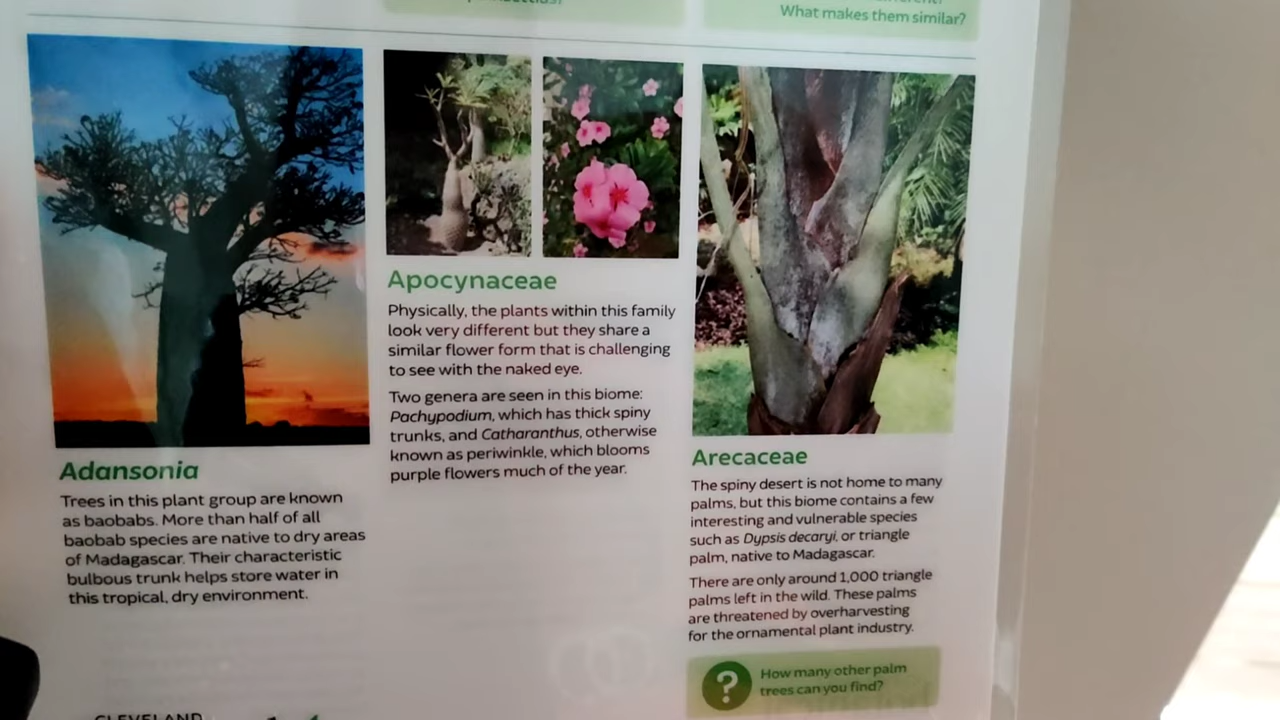 What makes them similar?
Adansonia
Trees in this plant group are known
as baobabs. More than half of all
baobab species are native to dry areas
of Madagascar. Their characteristic
bulbous trunk helps store water in
this tropical, dry environment.
Apocynaceae
Physically, the plants within this family
look very different but they share a
similar flower form that is challenging
to see with the naked eye.
Two genera are seen in this biome:
Pachypodium, which has thick spiny
trunks, and Catharanthus, otherwise
known as periwinkle, which blooms
purple flowers much of the year.
Arecaceae
The spiny desert is not home to many
palms, but this biome contains a few
interesting and vulnerable species
such as Dypsis decaryi, or triangle
palm, native to Madagascar.
There are only around 1,000 triangle
palms left in the wild. These palms
are threatened by overharvesting
for the ornamental plant industry.
?
How many other palm
trees can you find?
CLEVELAND